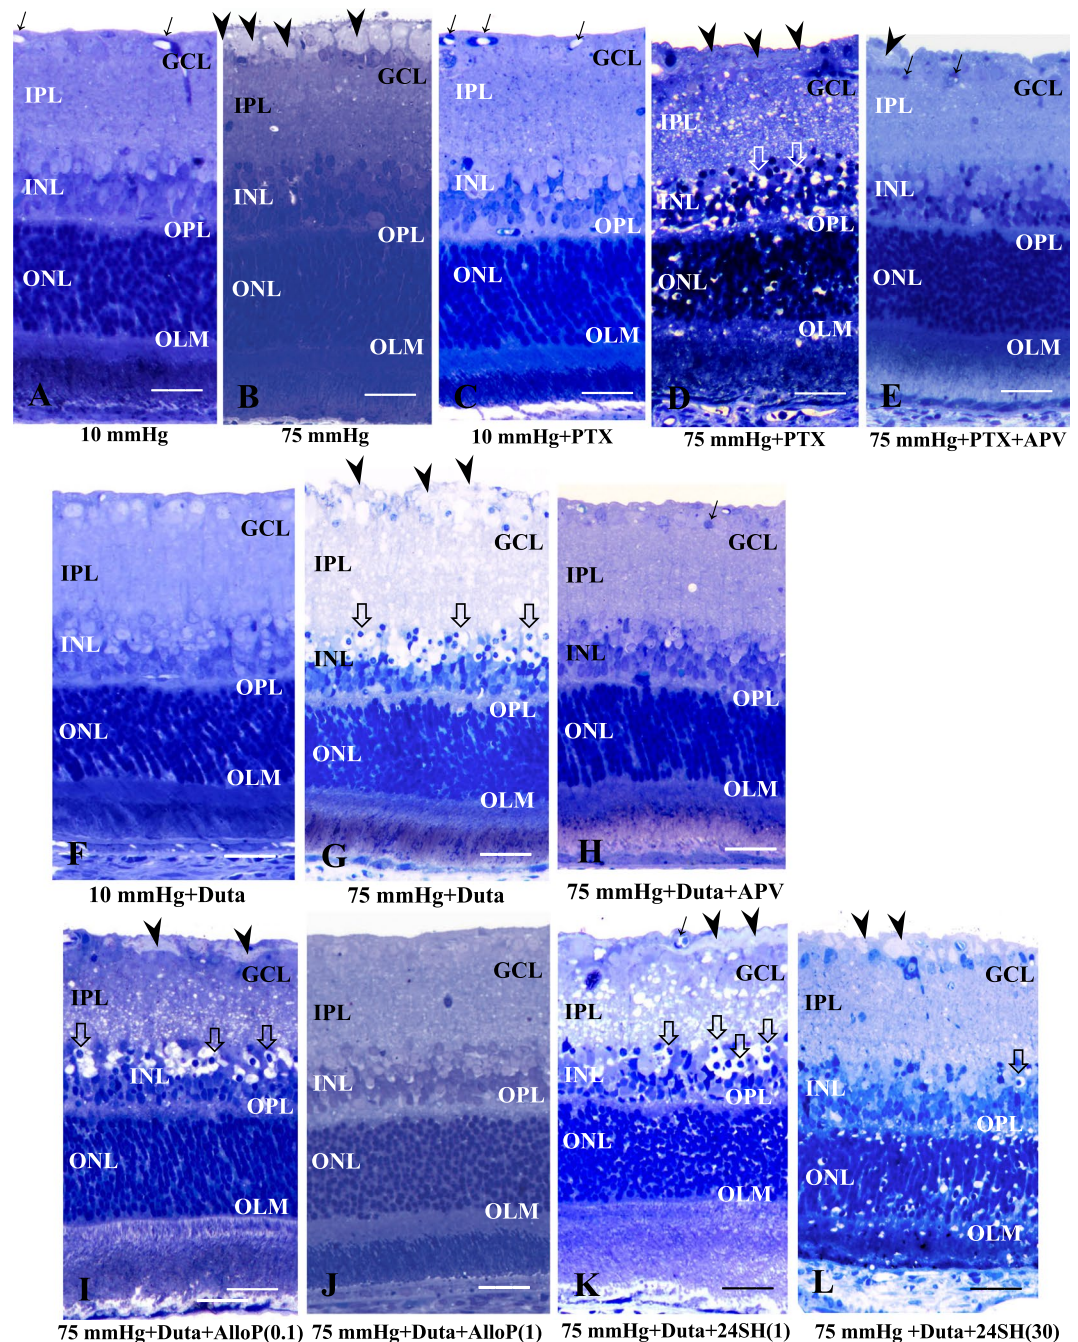 GCL
IPL
INL
OPL
ONL
OLM
A
10 mmHg
GCL
IPL
INL
OPL
ONL
OLM
B
75 mmHg
GCL
IPL
INL
OPL
ONL
OLM
C
10 mmHg+PTX
GCL
IPL
INL
OPL
ONL
OLM
D
75 mmHg+PTX
GCL
IPL
INL
OPL
ONL
OLM
E
75 mmHg+PTX+APV
GCL
IPL
INL
OPL
ONL
OLM
F
10 mmHg+Duta
GCL
IPL
INL
OPL
ONL
OLM
G
75 mmHg+Duta
GCL
IPL
INL
OPL
ONL
H
75 mmHg+Duta+APV
GCL
IPL
INL
OPL
ONL
OLM
I
75 mmHg+Duta+AlloP(0.1)
GCL
IPL
INL
OPL
ONL
OLM
J
75 mmHg+Duta+AlloP(1)
GCL
IPL
INL
OPL
ONL
OLM
K
75 mmHg+Duta+24SH(1)
GCL
IPL
INL
OPL
ONL
OLM
L
75 mmHg +Duta+24SH(30)